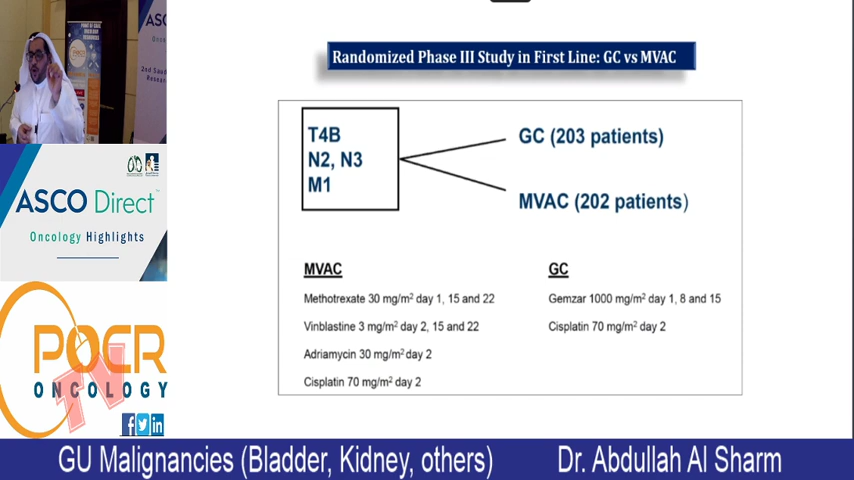 Randomized Phase III Study in First Line: GC vs MVAC
T4B
N2, N3
M1
GC (203 patients)
MVAC (202 patients)
MVAC
Methotrexate 30 mg/m² day 1, 15 and 22
Vinblastine 3 mg/m² day 2, 15 and 22
Adriamycin 30 mg/m² day 2
Cisplatin 70 mg/m² day 2
GC
Gemzar 1000 mg/m² day 1, 8 and 15
Cisplatin 70 mg/m² day 2
ASCO Direct™
Oncology Highlights
POCR
ONCOLOGY
TV
GU Malignancies (Bladder, Kidney, others)
Dr. Abdullah Al Sharm